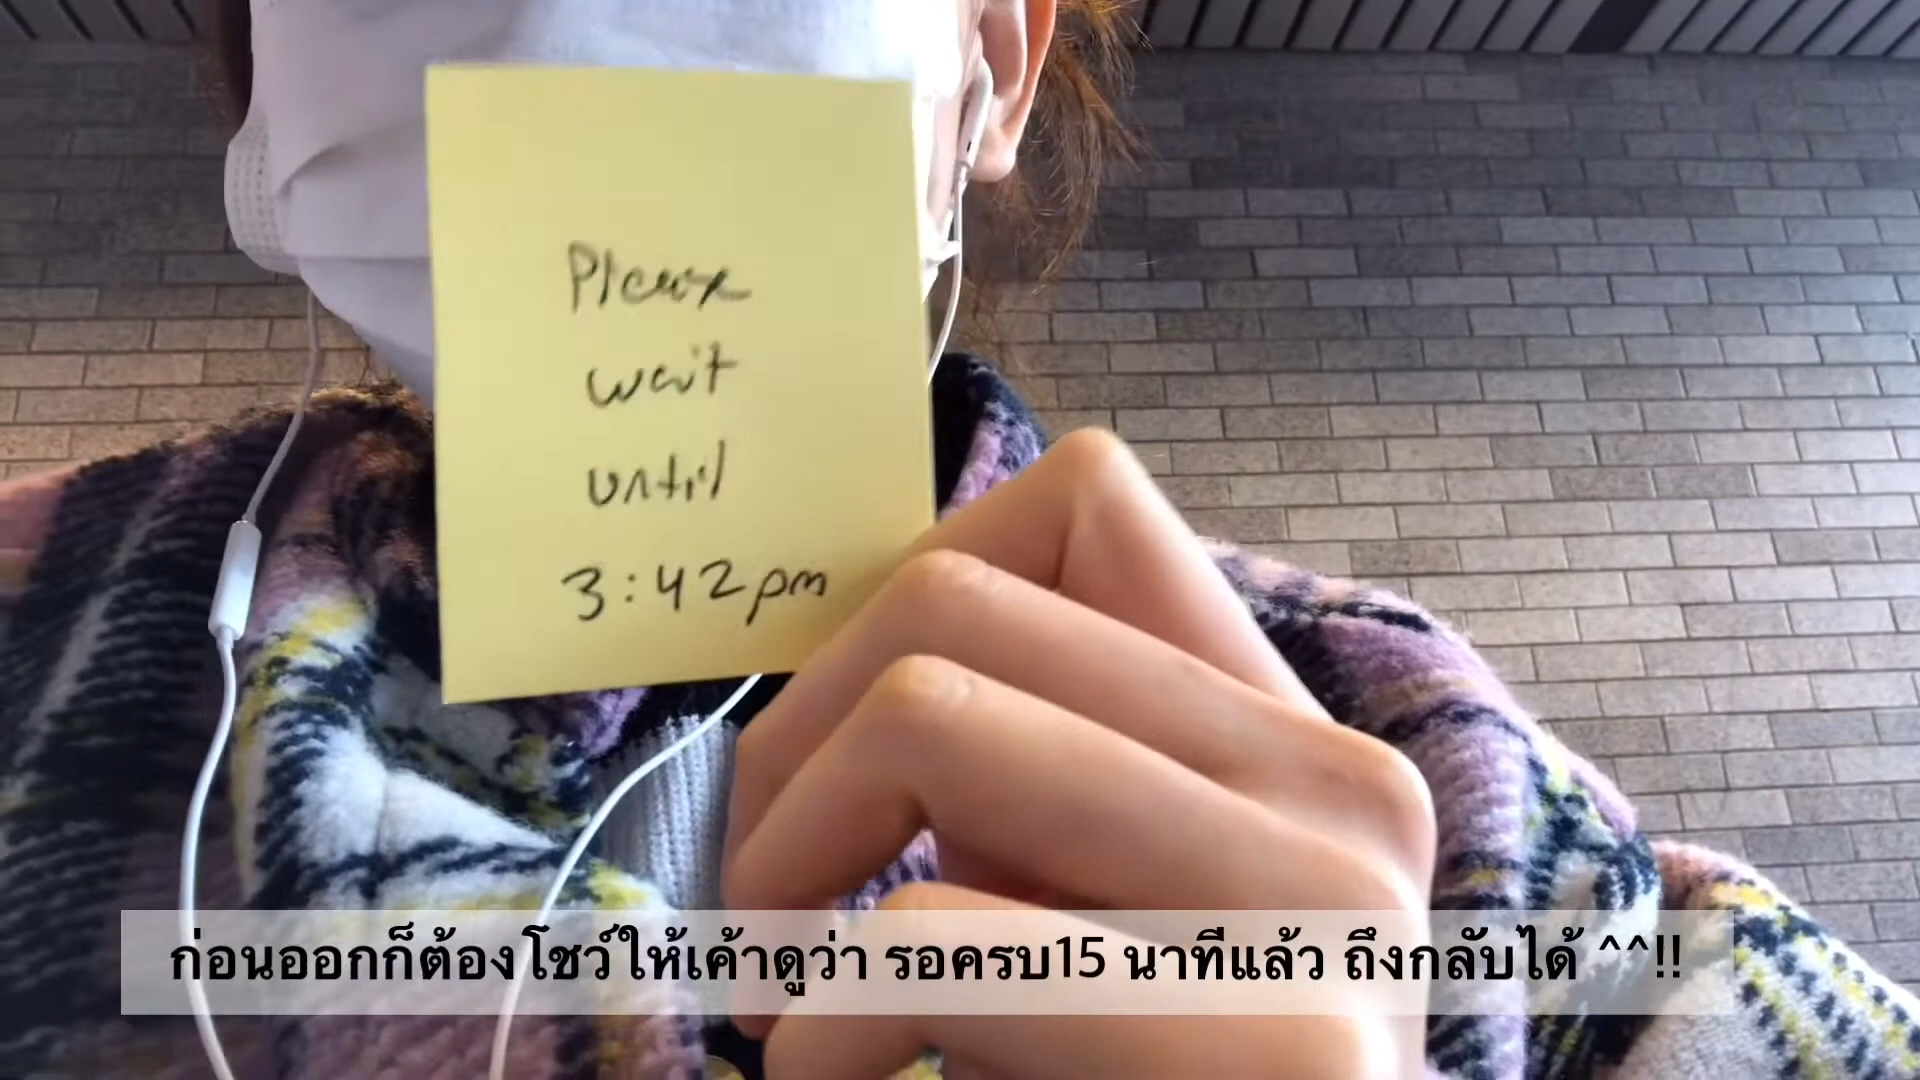 Please
wait
until
3:42pm
ก่อนออกก็ต้องโชว์ให้เค้าดูว่า รอครบ15 นาทีแล้ว ถึงกลับได้ ^^!!